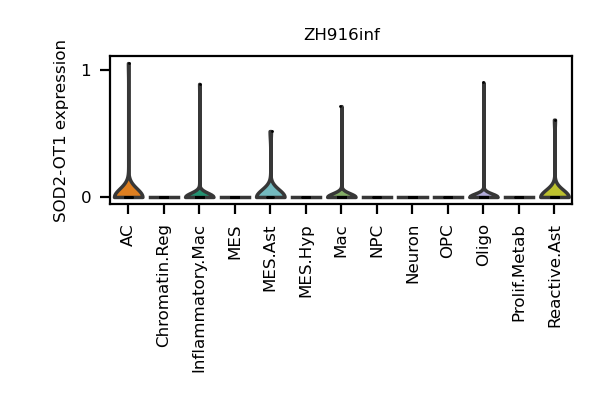 ZH916inf
SOD2-OT1 expression
1
0
AC
Chromatin.Reg
Inflammatory.Mac
MES
MES.Ast
MES.Hyp
Mac
NPC
Neuron
OPC
Oligo
Prolif.Metab
Reactive.Ast